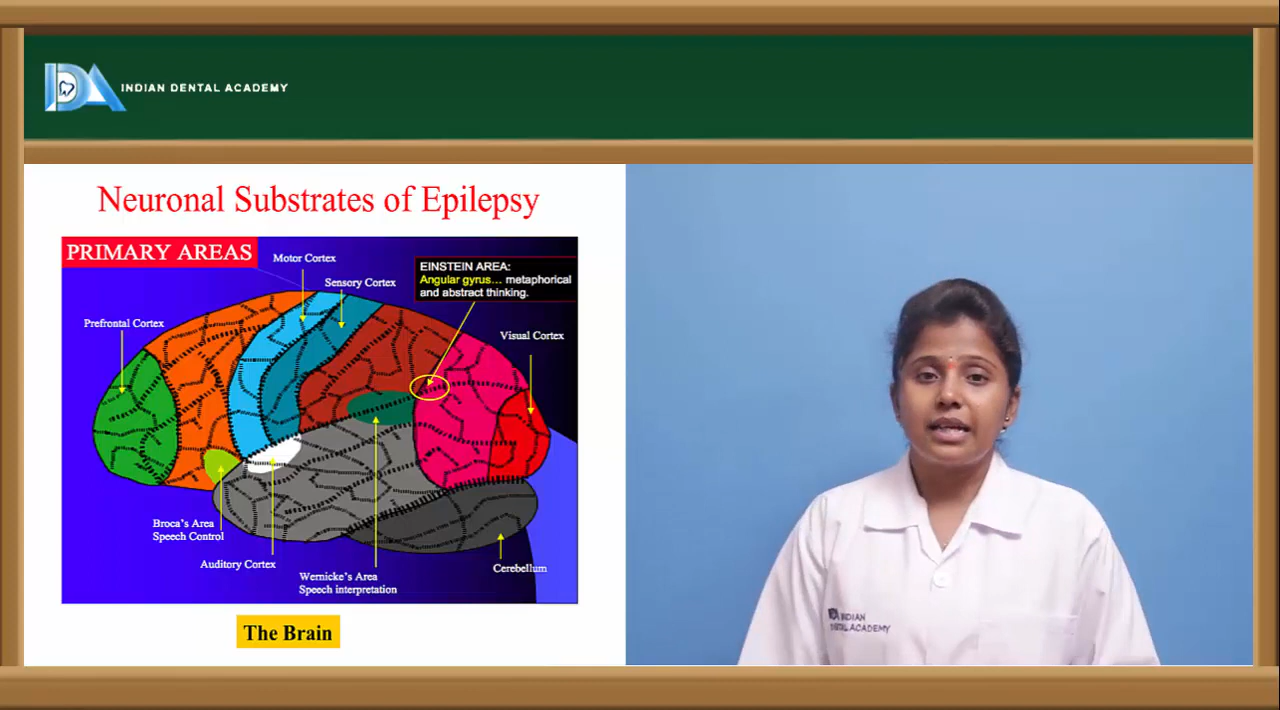 IDA INDIAN DENTAL ACADEMY
Neuronal Substrates of Epilepsy
PRIMARY AREAS
Motor Cortex
Sensory Cortex
EINSTEIN AREA:
Angular gyrus... metaphorical
and abstract thinking.
Prefrontal Cortex
Visual Cortex
Broca's Area
Speech Control
Auditory Cortex
Wernicke's Area
Speech interpretation
Cerebellum
The Brain
INDIAN
DENTAL ACADEMY